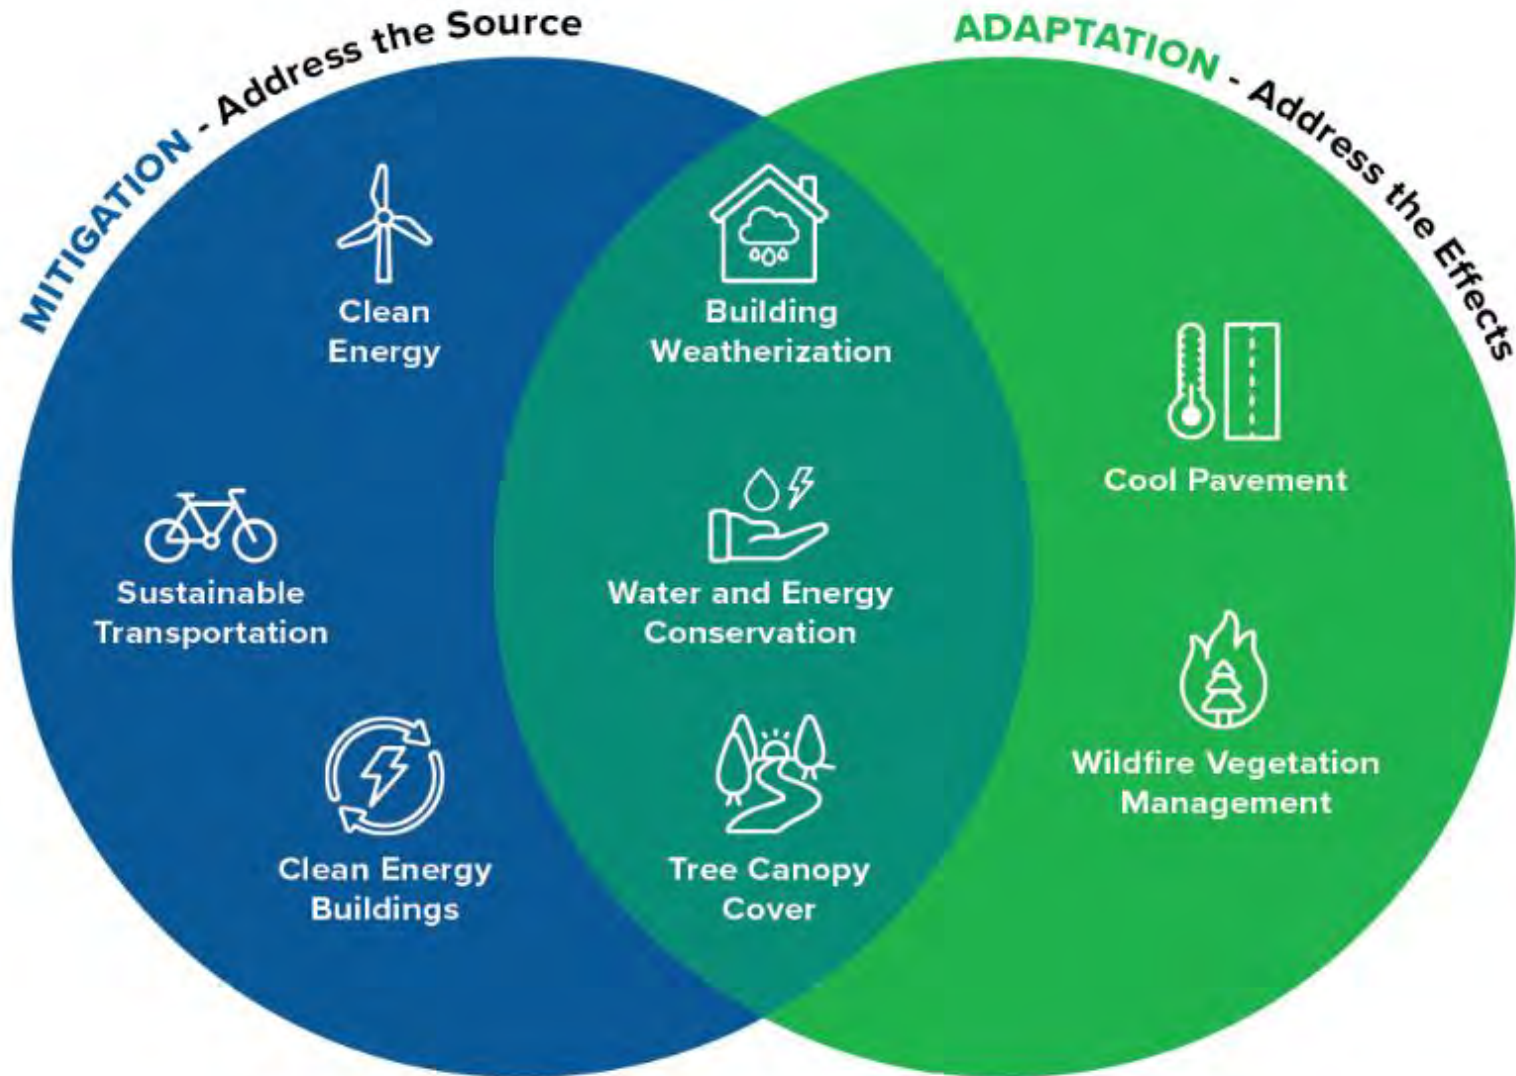 MITIGATION - Address the Source
ADAPTATION - Address the Effects
Clean
Energy
Building
Weatherization
Cool Pavement
Sustainable
Transportation
Water and Energy
Conservation
Wildfire Vegetation
Management
Clean Energy
Buildings
Tree Canopy
Cover